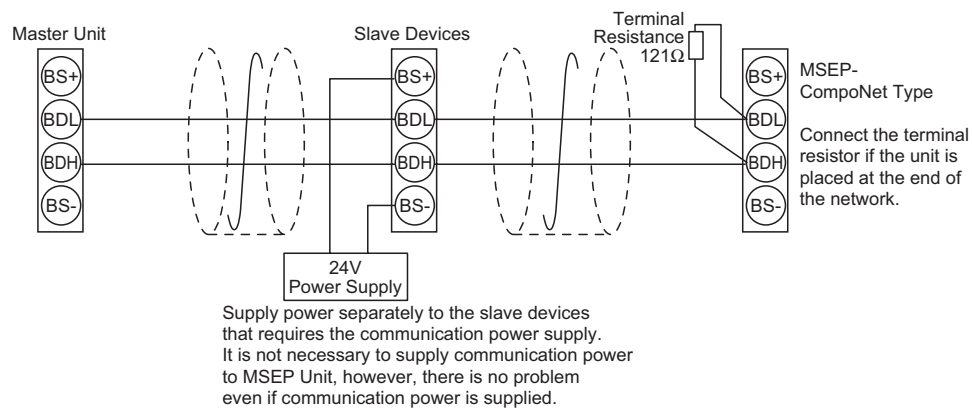 Master Unit
BS+
BDL
BDH
BS-
Slave Devices
BS+
BDL
BDH
BS-
24V
Power Supply
Terminal
Resistance
121Ω
BS+
BDL
BDH
BS-
MSEP-
CompoNet Type
Connect the terminal
resistor if the unit is
placed at the end of
the network.
Supply power separately to the slave devices
that requires the communication power supply.
It is not necessary to supply communication power
to MSEP Unit, however, there is no problem
even if communication power is supplied.